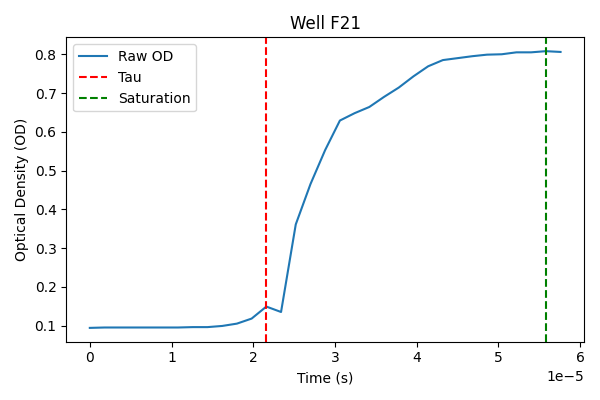 Well F21
Raw OD
Tau
Saturation
Optical Density (OD)
0.8
0.7
0.6
0.5
0.4
0.3
0.2
0.1
0 1 2 3 4 5 6
1e−5
Time (s)